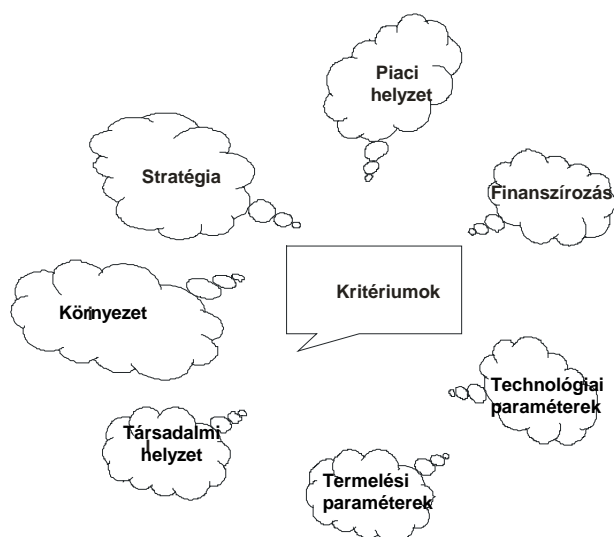 Piaci
helyzet
Stratégia
Finanszírozás
Kritériumok
Környezet
Technológiai
paraméterek
Társadalmi
helyzet
Termelési
paraméterek